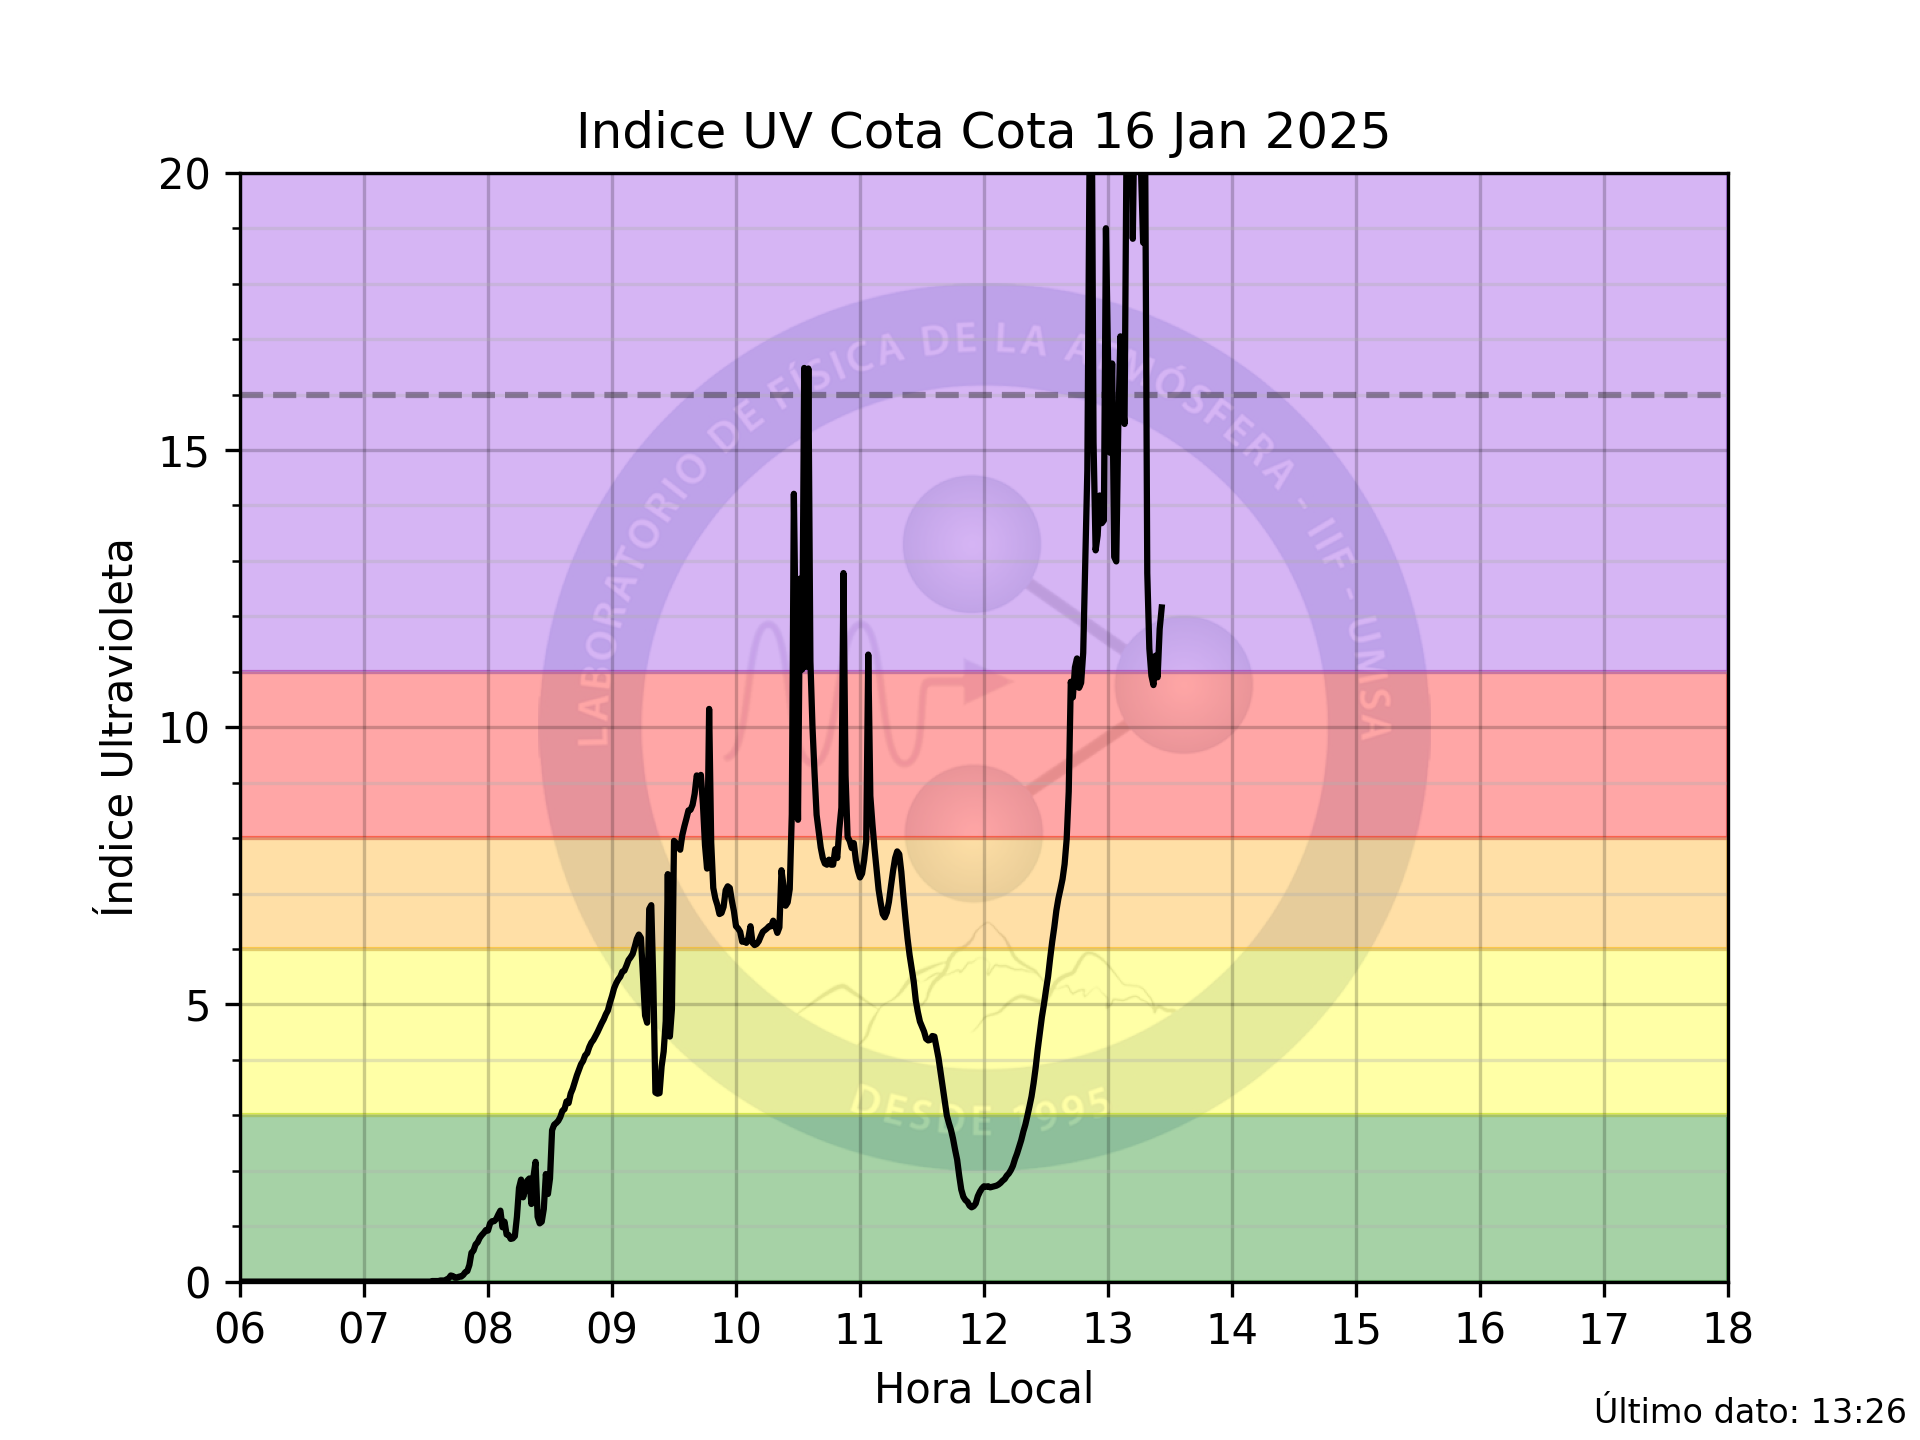 Indice UV Cota Cota 16 Jan 2025
20
15
10
5
0
Índice Ultravioleta
LABORATORIO DE FÍSICA DE LA ATMÓSFERA - IIF - UMSA
DESDE 1995
06 07 08 09 10 11 12 13 14 15 16 17 18
Hora Local
Último dato: 13:26